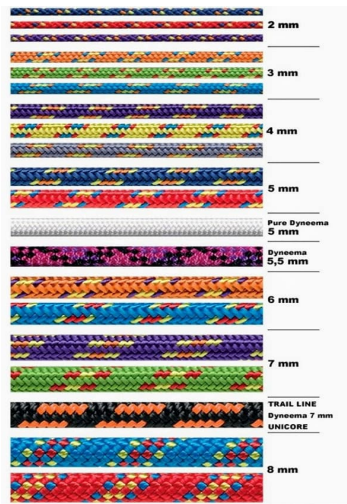 2 mm
3 mm
4 mm
5 mm
Pure Dyneema
5 mm
Dyneema
5,5 mm
6 mm
7 mm
TRAIL LINE
Dyneema 7 mm
UNICORE
8 mm